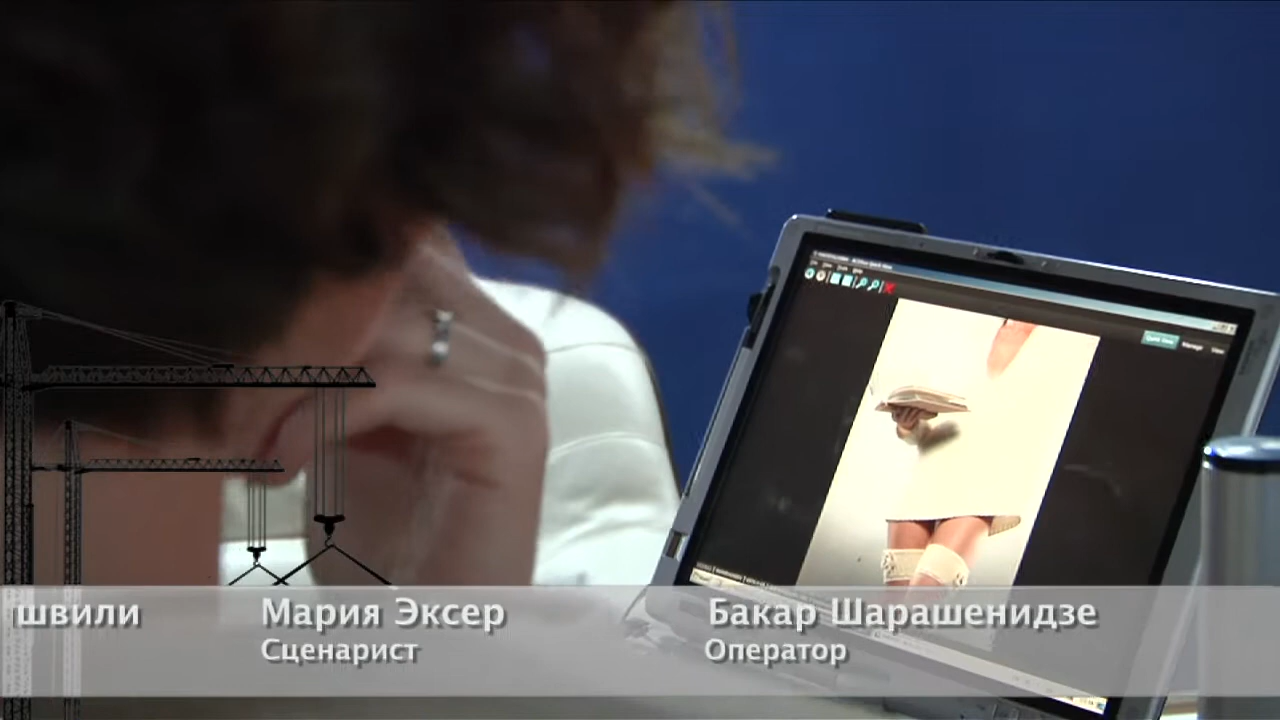 швили
Мария Эксер
Сценарист
Бакар Шарашенидзе
Оператор